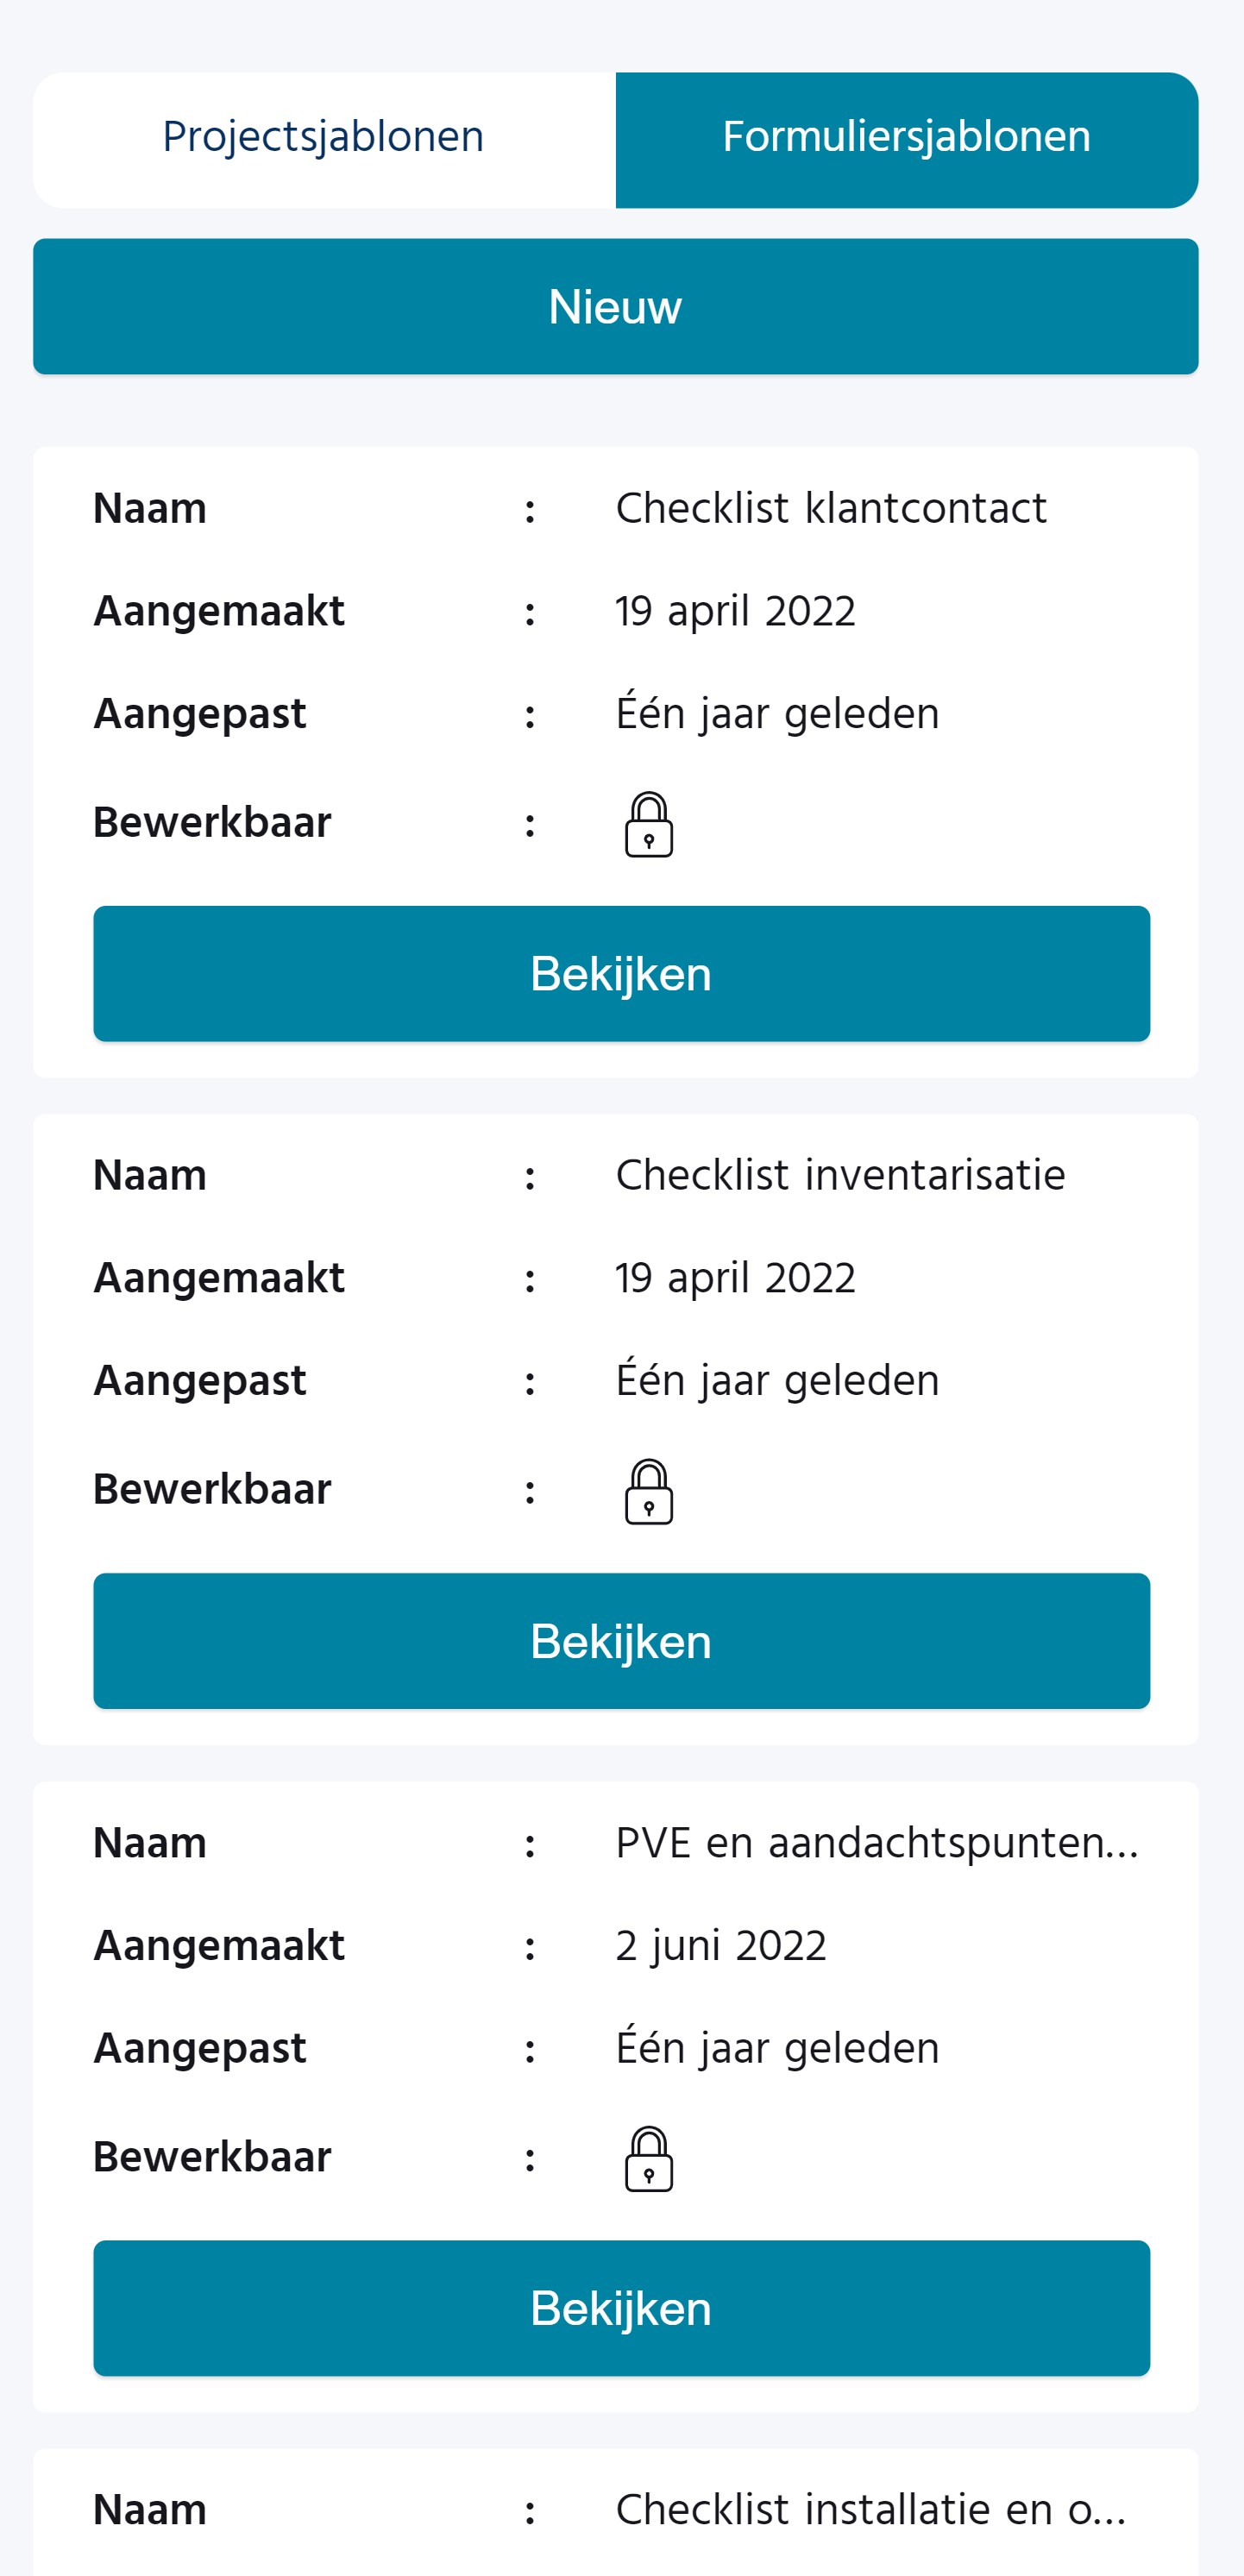 Projectsjablonen Formuliersjablonen
Nieuw
Naam : Checklist klantcontact
Aangemaakt : 19 april 2022
Aangepast : Één jaar geleden
Bewerkbaar :
Bekijken
Naam : Checklist inventarisatie
Aangemaakt : 19 april 2022
Aangepast : Één jaar geleden
Bewerkbaar :
Bekijken
Naam : PVE en aandachtspunten...
Aangemaakt : 2 juni 2022
Aangepast : Één jaar geleden
Bewerkbaar :
Bekijken
Naam : Checklist installatie en o...